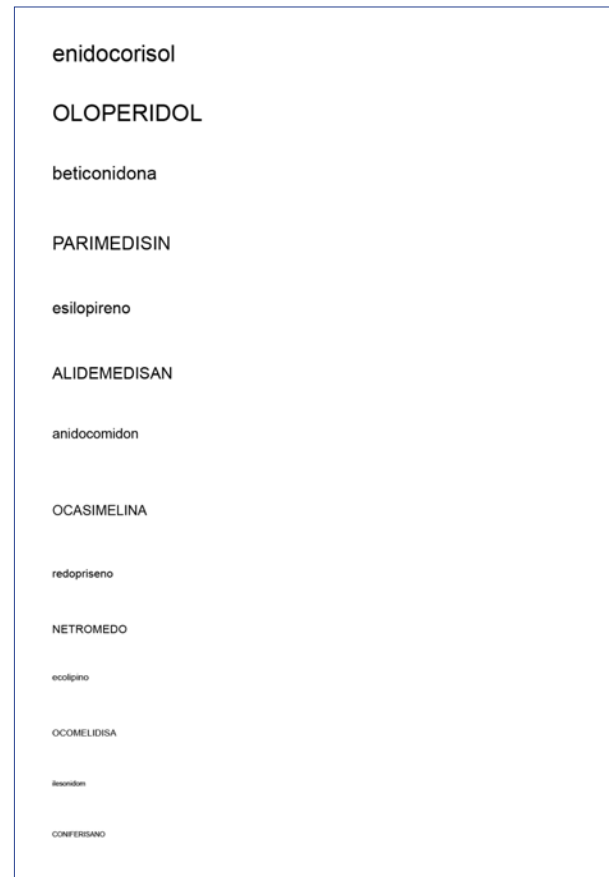 enidocorisol
OLOPERIDOL
beticonidona
PARIMEDISIN
esilopireno
ALIDEMEDISAN
anidocomidon
OCASIMELINA
redopriseno
NETROMEDO
ecolipino
OCOMELIDISA
ilesonidom
CONIFERISANO